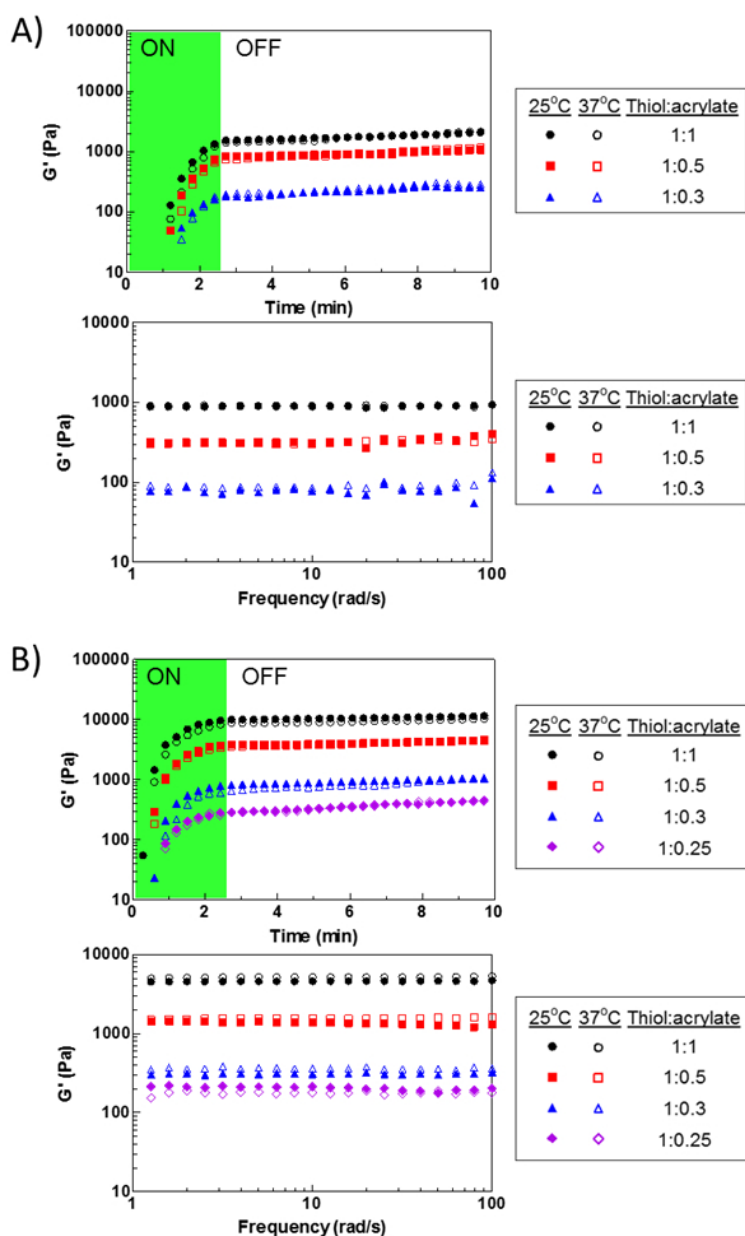 A)
ON OFF
100000
10000
1000
100
10
G' (Pa)
0 2 4 6 8 10
Time (min)
25°C 37°C Thiol:acrylate
1:1
1:0.5
1:0.3
10000
1000
100
10
G' (Pa)
1 10 100
Frequency (rad/s)
25°C 37°C Thiol:acrylate
1:1
1:0.5
1:0.3
B)
ON OFF
100000
10000
1000
100
10
G' (Pa)
0 2 4 6 8 10
Time (min)
25°C 37°C Thiol:acrylate
1:1
1:0.5
1:0.3
1:0.25
10000
1000
100
10
G' (Pa)
1 10 100
Frequency (rad/s)
25°C 37°C Thiol:acrylate
1:1
1:0.5
1:0.3
1:0.25